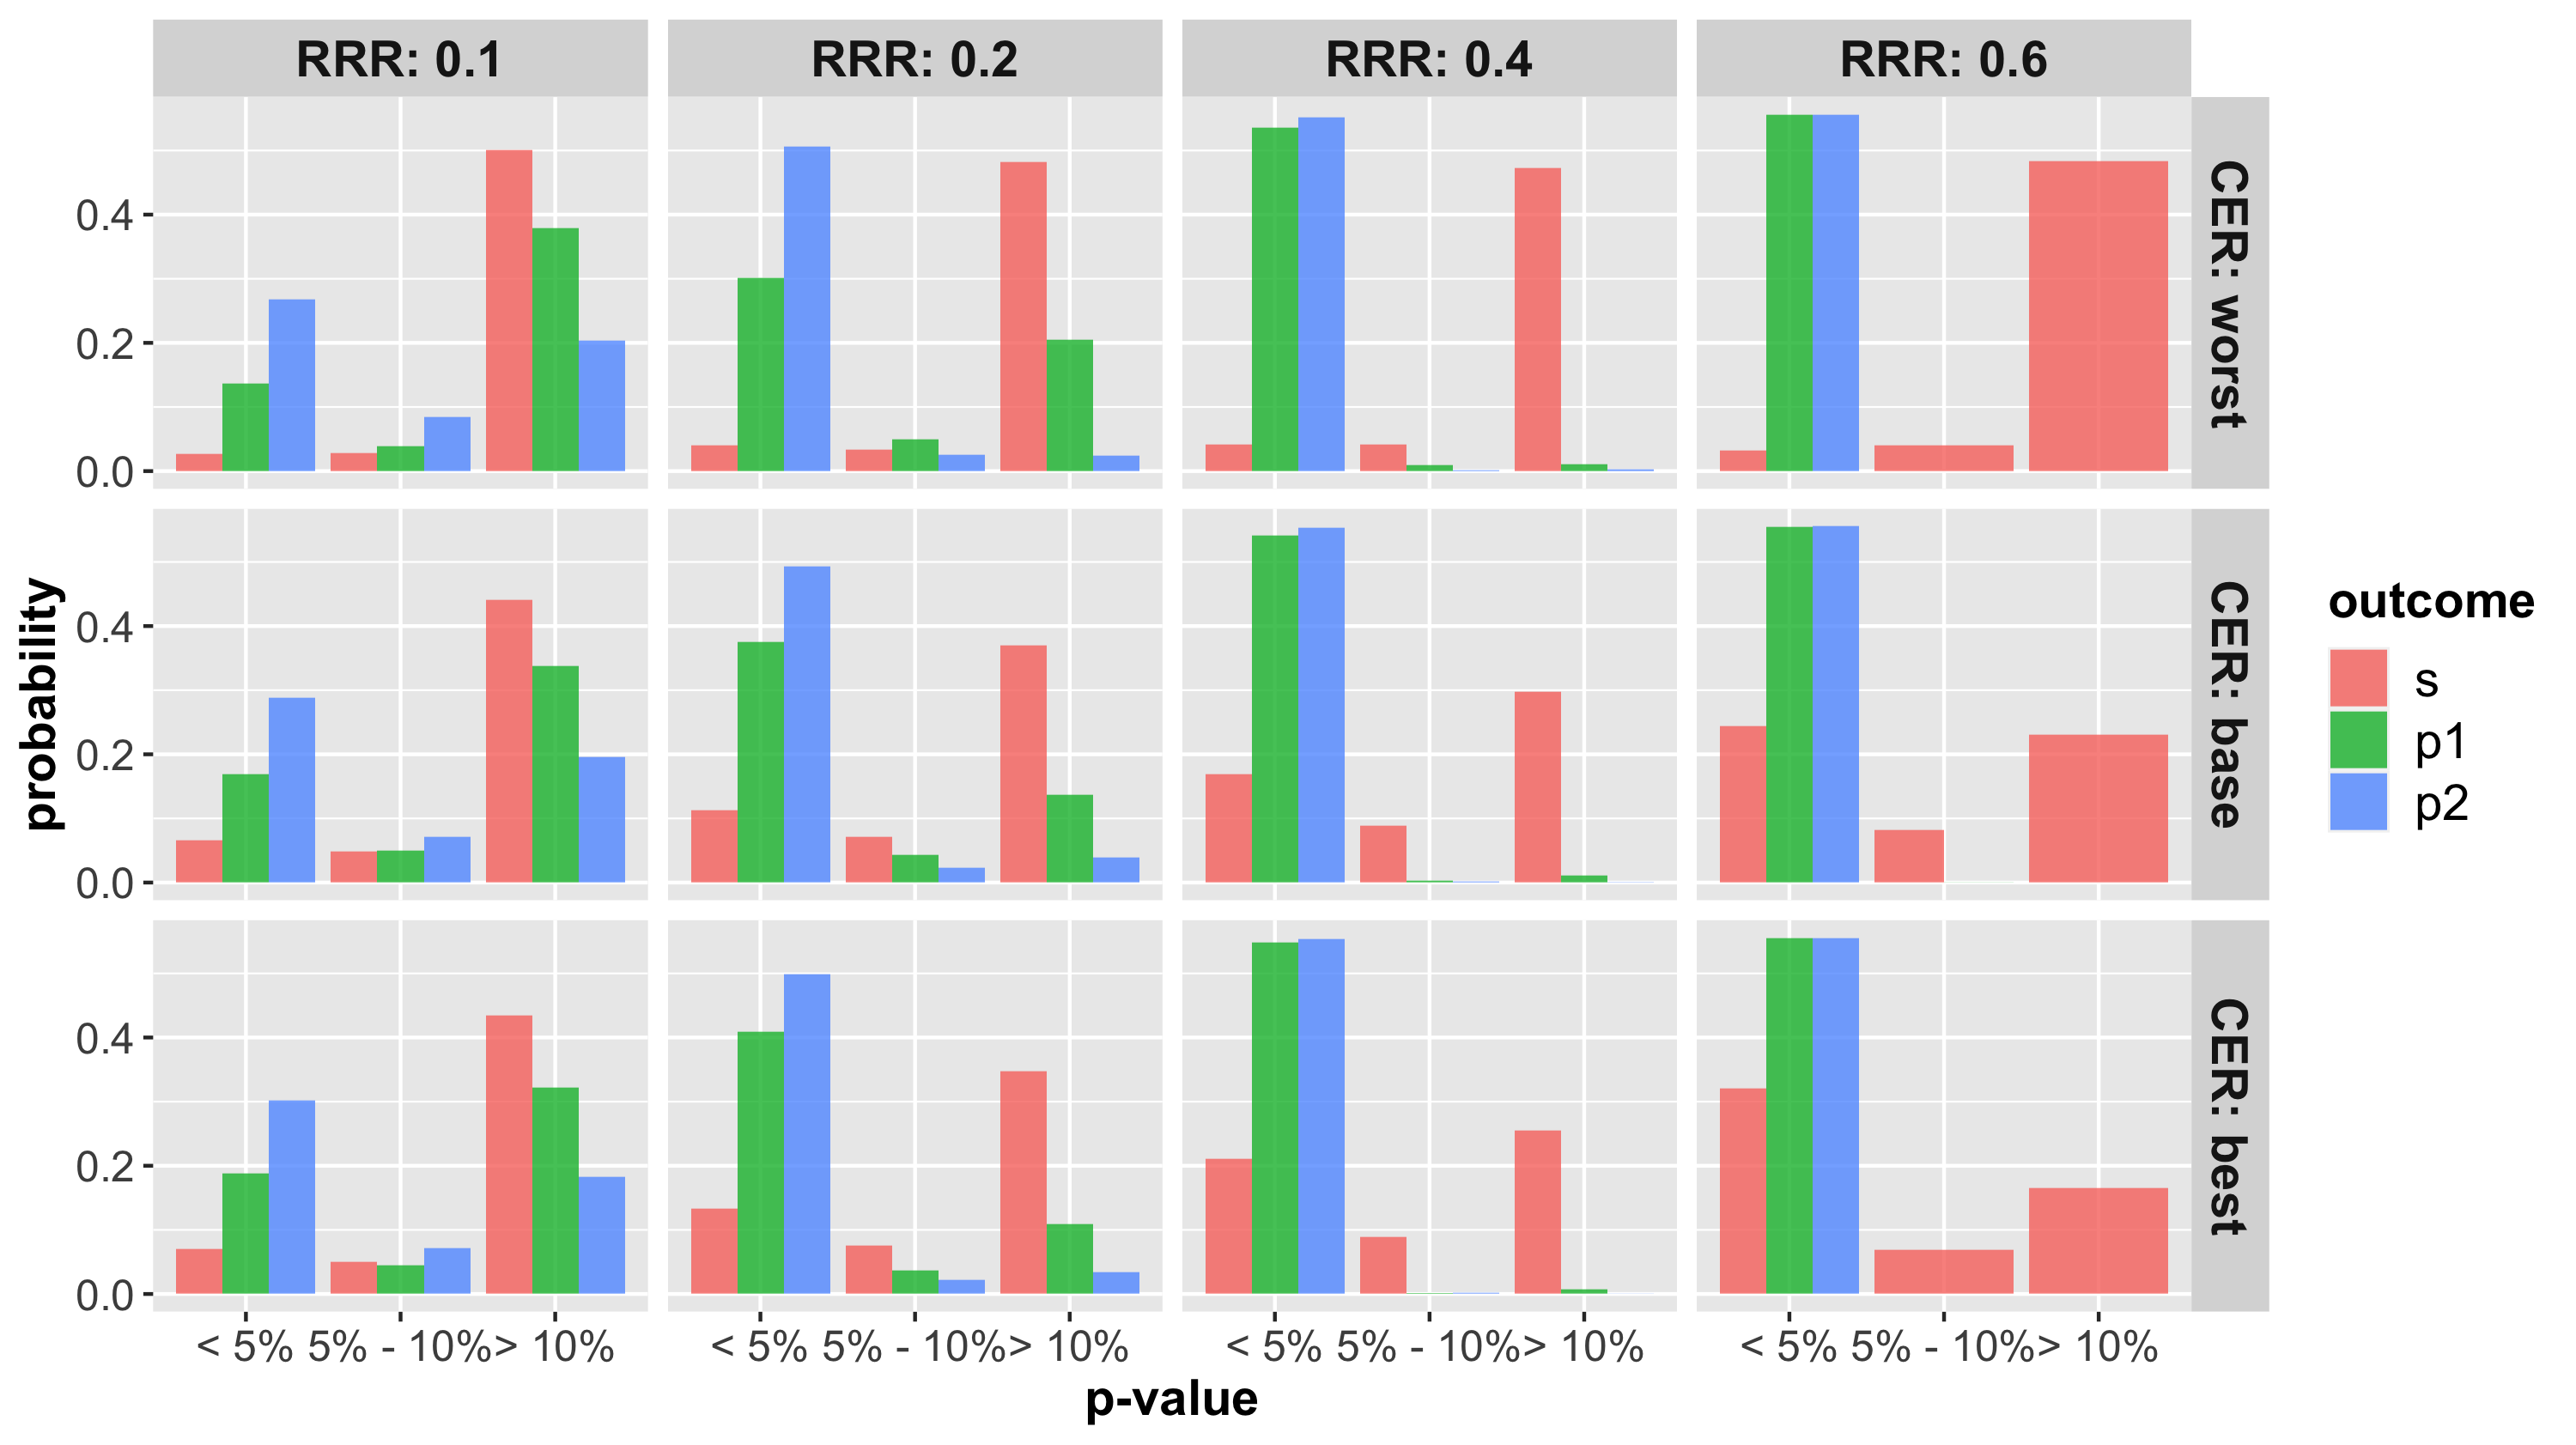 RRR: 0.1 RRR: 0.2 RRR: 0.4 RRR: 0.6
CER: worst
0.4
0.2
0.0
CER: base
0.4
0.2
0.0
CER: best
0.4
0.2
0.0
probability
< 5% 5% - 10% > 10% < 5% 5% - 10% > 10% < 5% 5% - 10% > 10% < 5% 5% - 10% > 10%
p-value
outcome
s
p1
p2